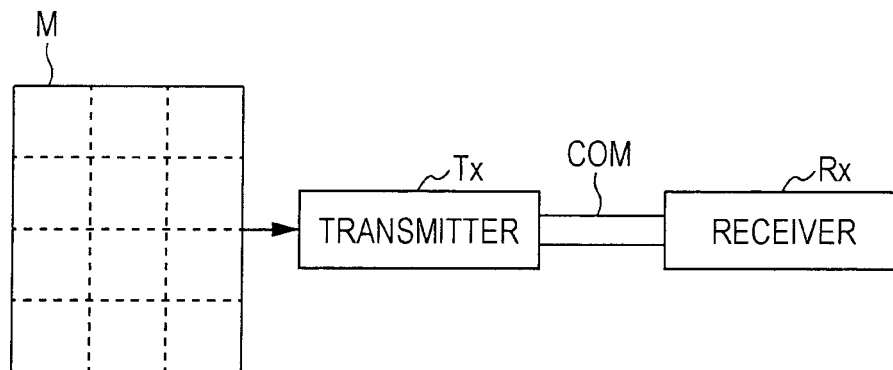 M
Tx
COM
Rx
TRANSMITTER
RECEIVER